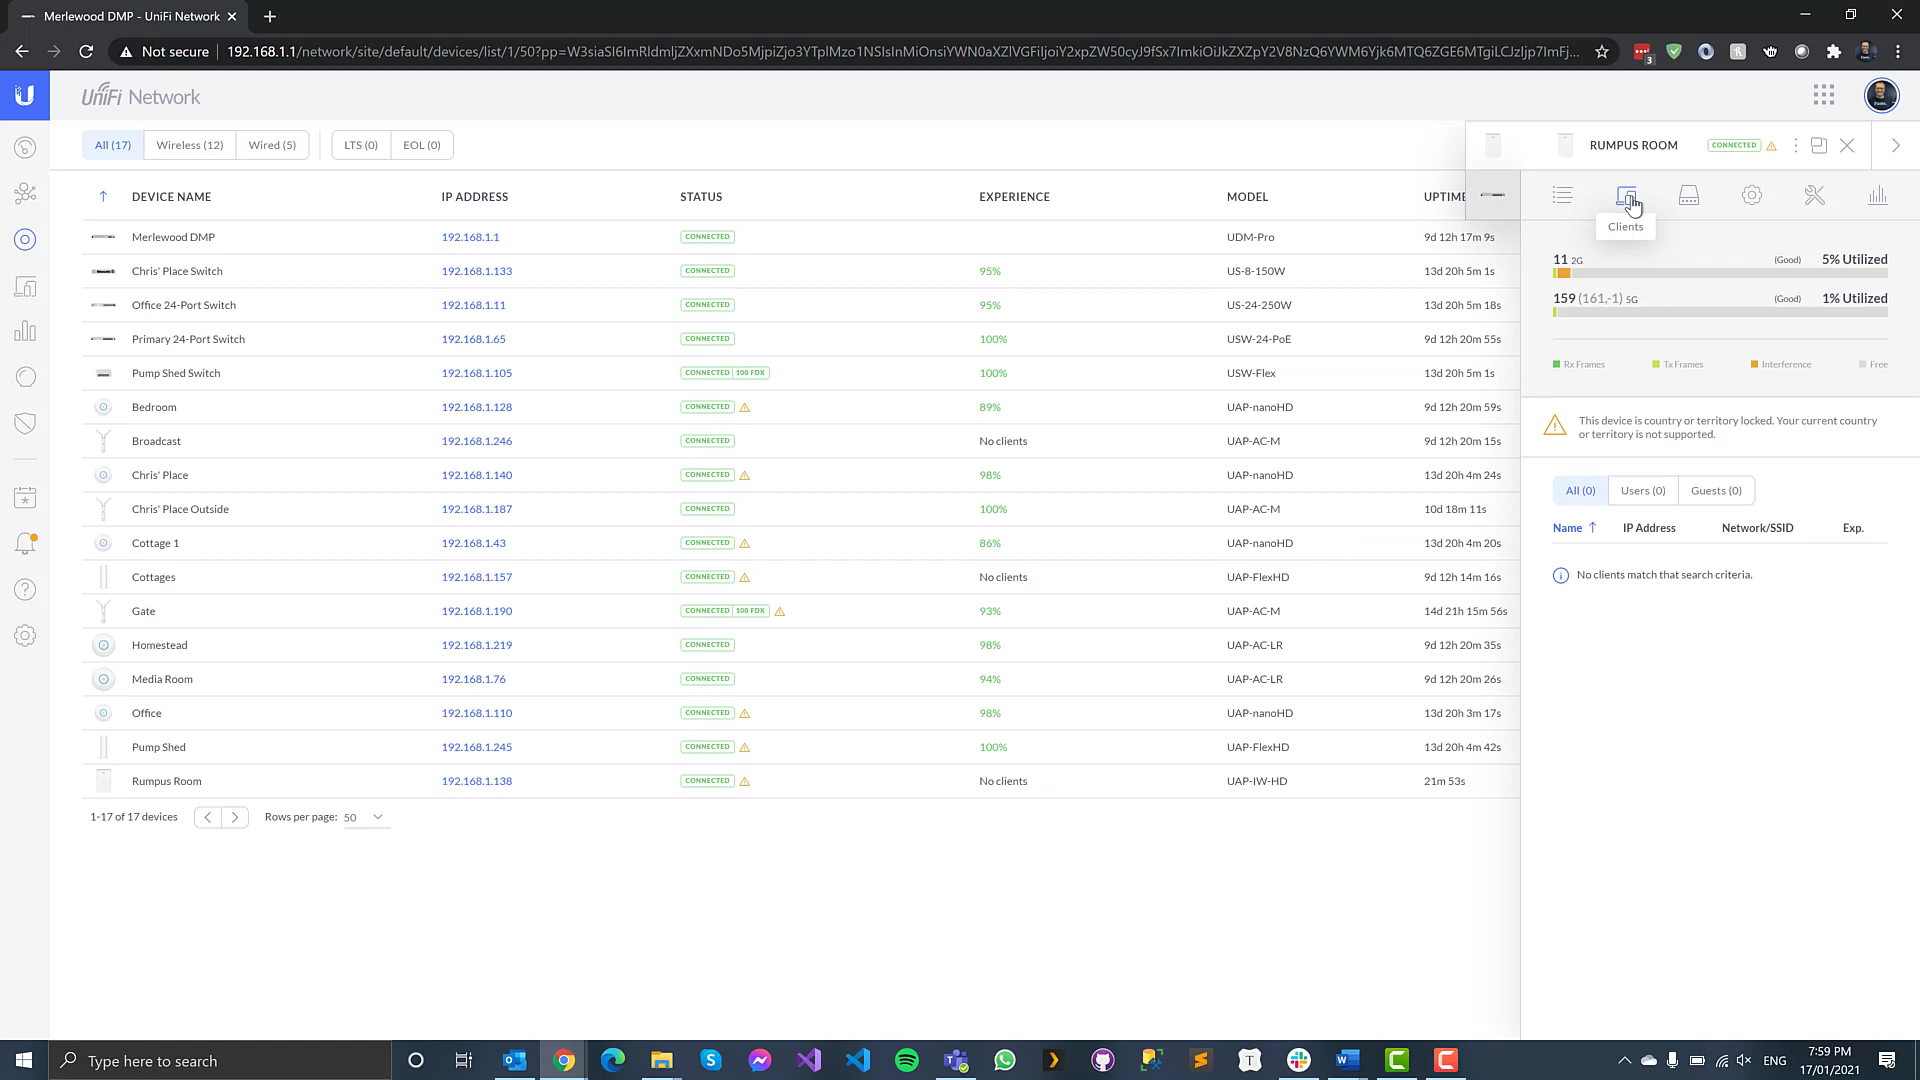 Merlewood DMP - UniFi Network
Not secure 192.168.1.1/network/site/default/devices/list/1/50?pp=
3
UniFi Network
All (17) Wireless (12) Wired (5) LTS (0) EOL (0)
RUMPUS ROOM CONNECTED
DEVICE NAME IP ADDRESS STATUS EXPERIENCE MODEL UPTIME
Clients
Merlewood DMP 192.168.1.1 CONNECTED UDM-Pro 9d 12h 17m 9s
Chris' Place Switch 192.168.1.133 CONNECTED 95% US-8-150W 13d 20h 5m 1s
Office 24-Port Switch 192.168.1.11 CONNECTED 95% US-24-250W 13d 20h 5m 18s
Primary 24-Port Switch 192.168.1.65 CONNECTED 100% USW-24-PoE 9d 12h 20m 55s
Pump Shed Switch 192.168.1.105 CONNECTED 100 FDX 100% USW-Flex 13d 20h 5m 1s
Bedroom 192.168.1.128 CONNECTED 89% UAP-nanoHD 9d 12h 20m 59s
Broadcast 192.168.1.246 CONNECTED No clients UAP-AC-M 9d 12h 20m 15s
Chris' Place 192.168.1.140 CONNECTED 98% UAP-nanoHD 13d 20h 4m 24s
Chris' Place Outside 192.168.1.187 CONNECTED 100% UAP-AC-M 10d 18m 11s
Cottage 1 192.168.1.43 CONNECTED 86% UAP-nanoHD 13d 20h 4m 20s
Cottages 192.168.1.157 CONNECTED No clients UAP-FlexHD 9d 12h 14m 16s
Gate 192.168.1.190 CONNECTED 100 FDX 93% UAP-AC-M 14d 21h 15m 56s
Homestead 192.168.1.219 CONNECTED 98% UAP-AC-LR 9d 12h 20m 35s
Media Room 192.168.1.76 CONNECTED 94% UAP-AC-LR 9d 12h 20m 26s
Office 192.168.1.110 CONNECTED 98% UAP-nanoHD 13d 20h 3m 17s
Pump Shed 192.168.1.245 CONNECTED 100% UAP-FlexHD 13d 20h 4m 42s
Rumpus Room 192.168.1.138 CONNECTED No clients UAP-IW-HD 21m 53s
1-17 of 17 devices Rows per page: 50
11 2G (Good) 5% Utilized
159 (161,-1) 5G (Good) 1% Utilized
Rx Frames Tx Frames Interference Free
This device is country or territory locked. Your current country
or territory is not supported.
All (0) Users (0) Guests (0)
Name IP Address Network/SSID Exp.
No clients match that search criteria.
Type here to search
ENG
7:59 PM
17/01/2021